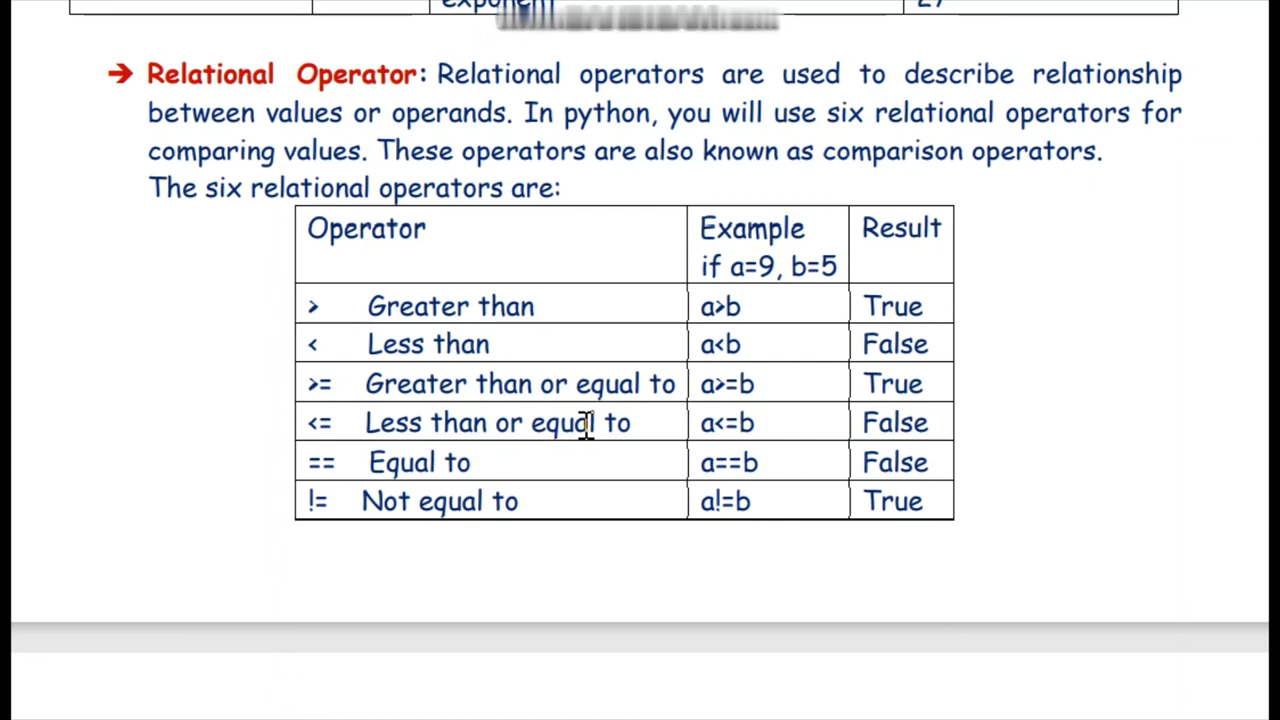 ➔ Relational Operator: Relational operators are used to describe relationship
between values or operands. In python, you will use six relational operators for
comparing values. These operators are also known as comparison operators.
The six relational operators are:
Operator Example Result
if a=9, b=5
> Greater than a>b True
< Less than a<b False
>= Greater than or equal to a>=b True
<= Less than or equal to a<=b False
== Equal to a==b False
!= Not equal to a!=b True